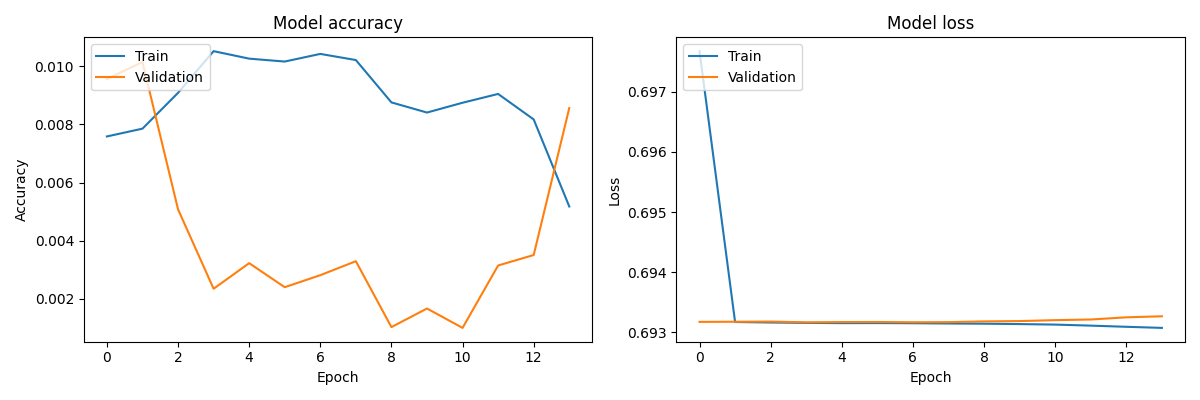 Model accuracy
Train
Validation
0.010
0.008
0.006
0.004
0.002
Accuracy
0 2 4 6 8 10 12
Epoch
Model loss
Train
Validation
0.697
0.696
0.695
0.694
0.693
Loss
0 2 4 6 8 10 12
Epoch